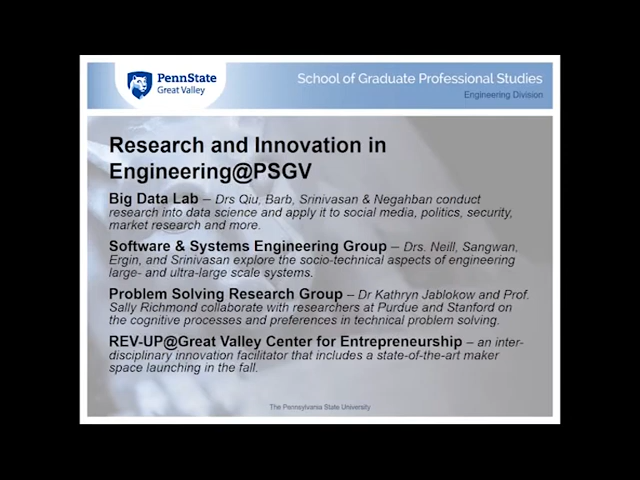 PennState
Great Valley
School of Graduate Professional Studies
Engineering Division
Research and Innovation in
Engineering@PSGV
Big Data Lab – Drs Qiu, Barb, Srinivasan & Negahban conduct
research into data science and apply it to social media, politics, security,
market research and more.
Software & Systems Engineering Group – Drs. Neill, Sangwan,
Ergin, and Srinivasan explore the socio-technical aspects of engineering
large- and ultra-large scale systems.
Problem Solving Research Group – Dr Kathryn Jablokow and Prof.
Sally Richmond collaborate with researchers at Purdue and Stanford on
the cognitive processes and preferences in technical problem solving.
REV-UP@Great Valley Center for Entrepreneurship – an inter-
disciplinary innovation facilitator that includes a state-of-the-art maker
space launching in the fall.
The Pennsylvania State University